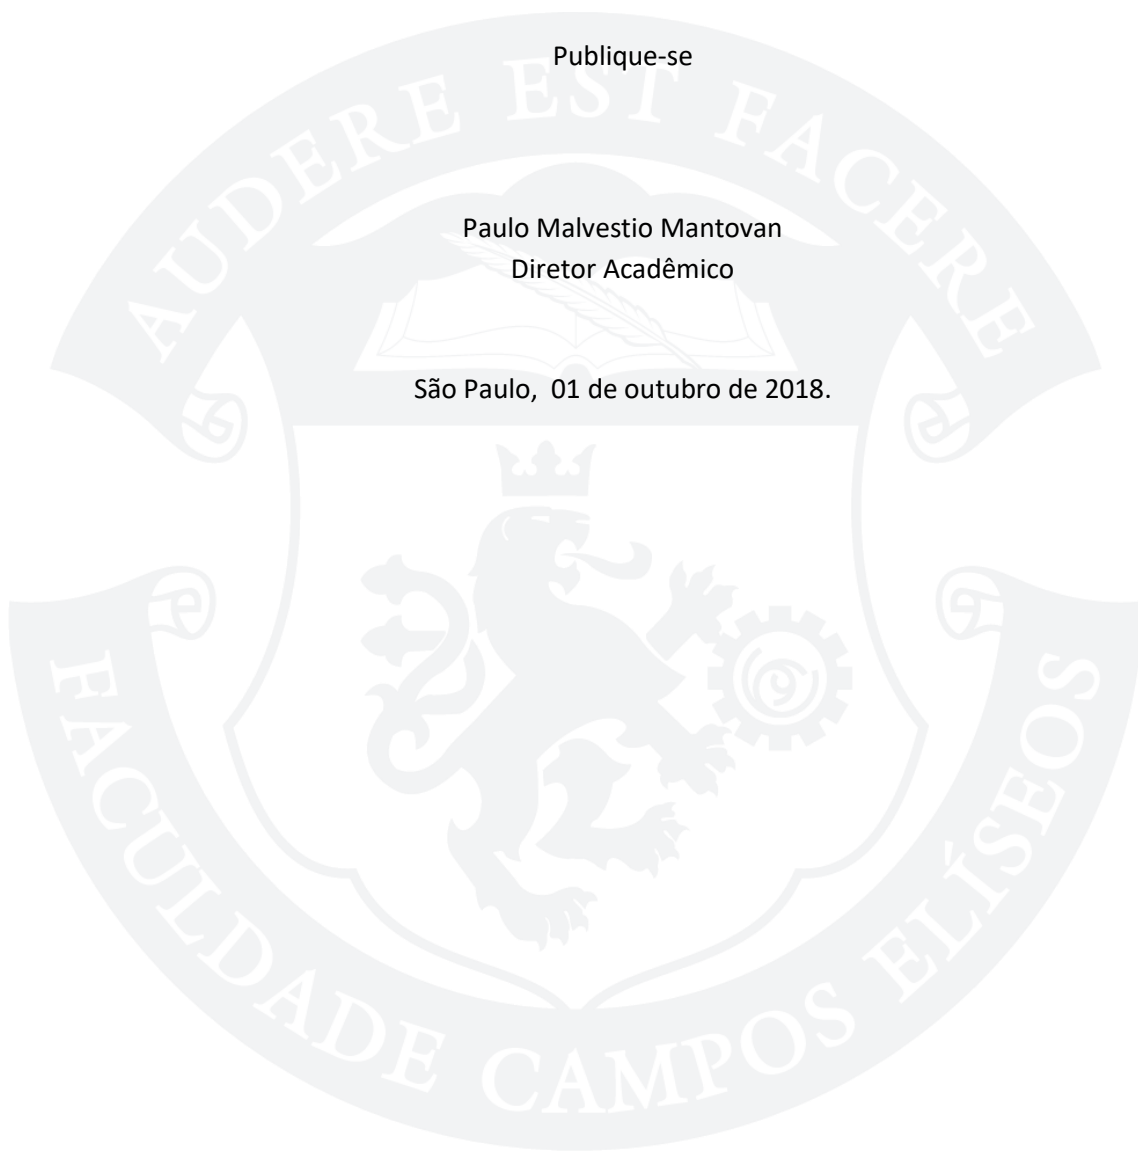 Publique-se
AUDERE EST FACERE
Paulo Malvestio Mantovan
Diretor Acadêmico
São Paulo,  01 de outubro de 2018.
FACULDADE CAMPOS ELÍSEOS